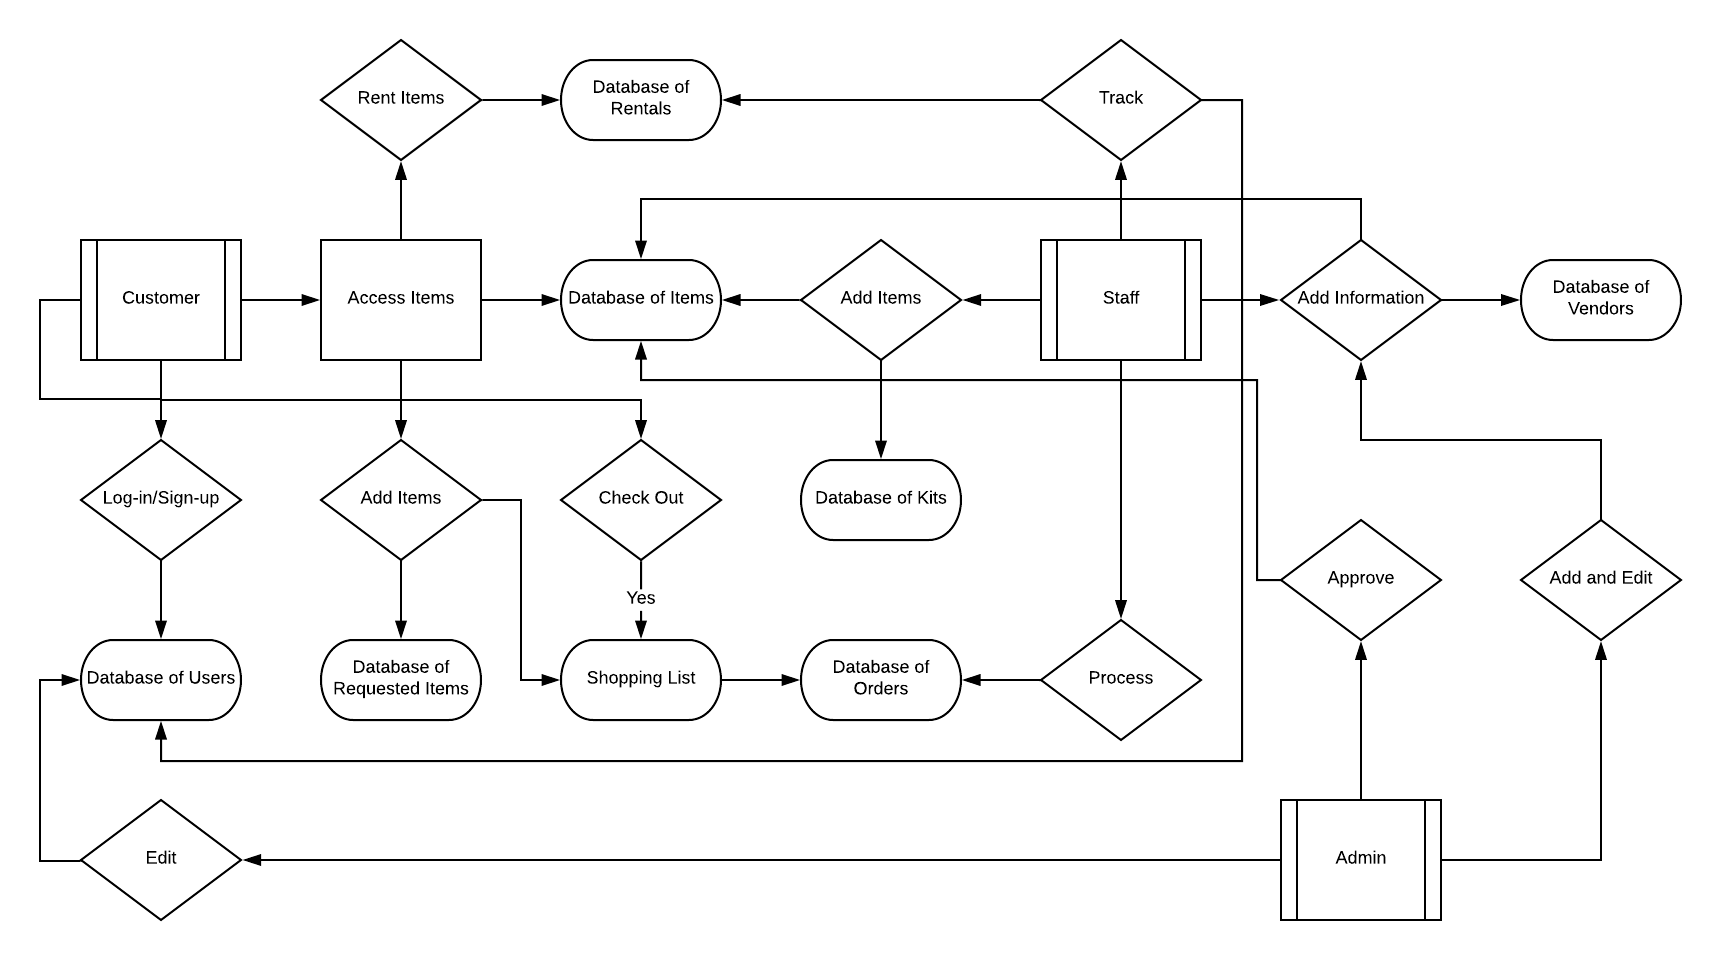 Rent Items
Database of
Rentals
Track
Customer
Access Items
Database of Items
Add Items
Staff
Add Information
Database of
Vendors
Log-in/Sign-up
Add Items
Check Out
Database of Kits
Approve
Add and Edit
Yes
Database of Users
Database of
Requested Items
Shopping List
Database of
Orders
Process
Edit
Admin